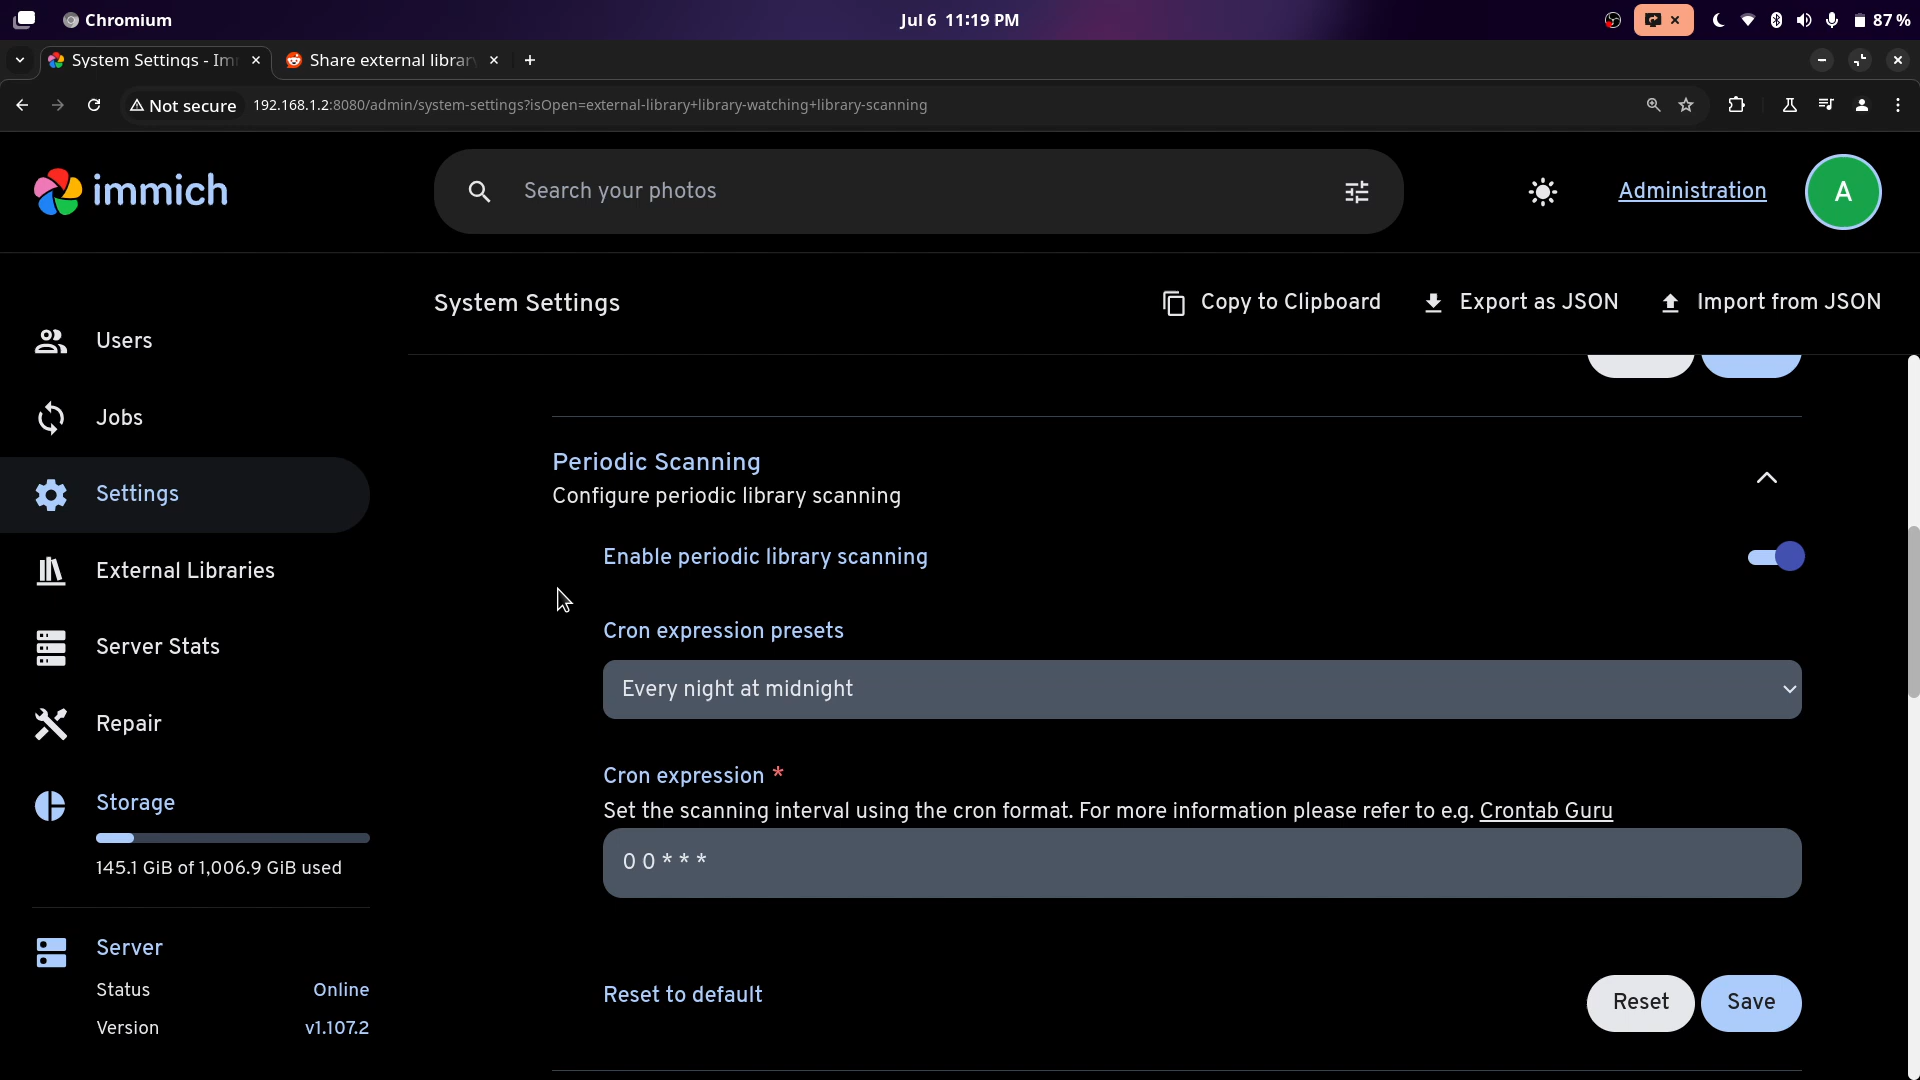 Chromium
Jul 6 11:19 PM
87 %
System Settings - Im
Share external librar
Not secure
192.168.1.2:8080/admin/system-settings?isOpen=external-library+library-watching+library-scanning
immich
Search your photos
Administration
A
System Settings
Copy to Clipboard
Export as JSON
Import from JSON
Users
Jobs
Settings
External Libraries
Server Stats
Repair
Storage
145.1 GiB of 1,006.9 GiB used
Server
Status Online
Version v1.107.2
Periodic Scanning
Configure periodic library scanning
Enable periodic library scanning
Cron expression presets
Every night at midnight
Cron expression *
Set the scanning interval using the cron format. For more information please refer to e.g. Crontab Guru
0 0 * * *
Reset to default
Reset
Save